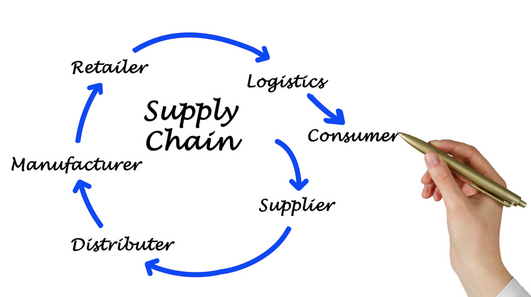 Retailer
Logistics
Supply
Chain
Consumer
Manufacturer
Supplier
Distributer